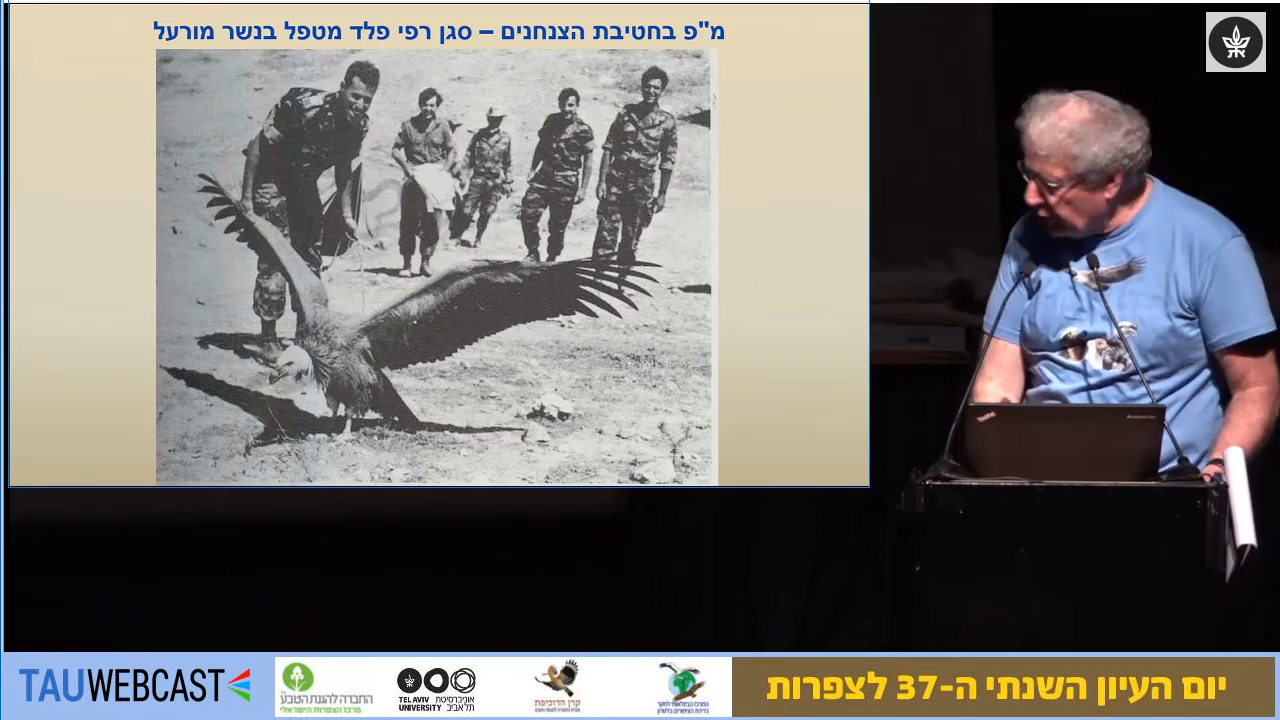 מ"פ בחטיבת הצנחנים – סגן רפי פלד מטפל בנשר מורעל
ThinkPad
TAUWEBCAST
החברה להגנת הטבע
מרכז הצפרות הישראלי
TEL AVIV אוניברסיטת
UNIVERSITY תל אביב
קרן הדוכיפת
יום העיון השנתי ה-37 לצפרות